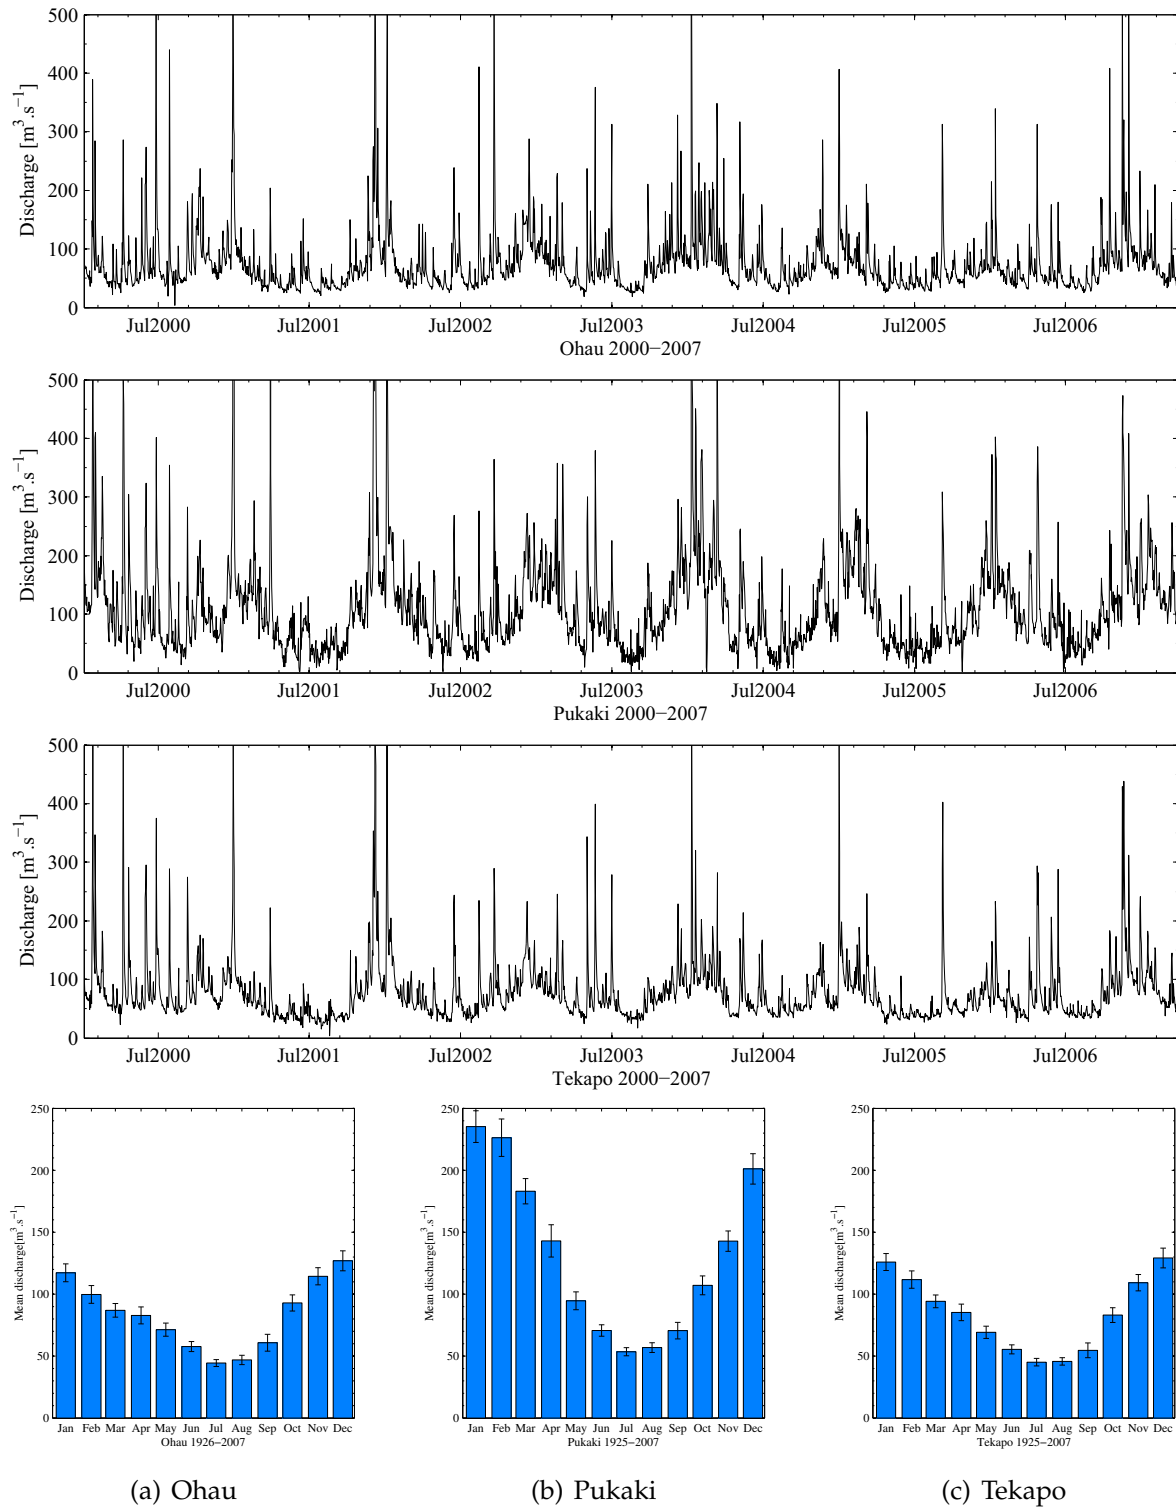 500
400
300
200
100
0
Discharge [m³.s⁻¹]
Jul2000 Jul2001 Jul2002 Jul2003 Jul2004 Jul2005 Jul2006
Ohau 2000−2007
500
400
300
200
100
0
Discharge [m³.s⁻¹]
Jul2000 Jul2001 Jul2002 Jul2003 Jul2004 Jul2005 Jul2006
Pukaki 2000−2007
500
400
300
200
100
0
Discharge [m³.s⁻¹]
Jul2000 Jul2001 Jul2002 Jul2003 Jul2004 Jul2005 Jul2006
Tekapo 2000−2007
250
200
150
100
50
0
Mean discharge[m³.s⁻¹]
Jan Feb Mar Apr May Jun Jul Aug Sep Oct Nov Dec
Ohau 1926−2007
(a) Ohau
250
200
150
100
50
0
Mean discharge[m³.s⁻¹]
Jan Feb Mar Apr May Jun Jul Aug Sep Oct Nov Dec
Pukaki 1925−2007
(b) Pukaki
250
200
150
100
50
0
Mean discharge[m³.s⁻¹]
Jan Feb Mar Apr May Jun Jul Aug Sep Oct Nov Dec
Tekapo 1925−2007
(c) Tekapo